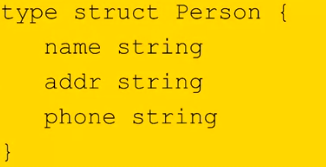 type struct Person {
name string
addr string
phone string
}